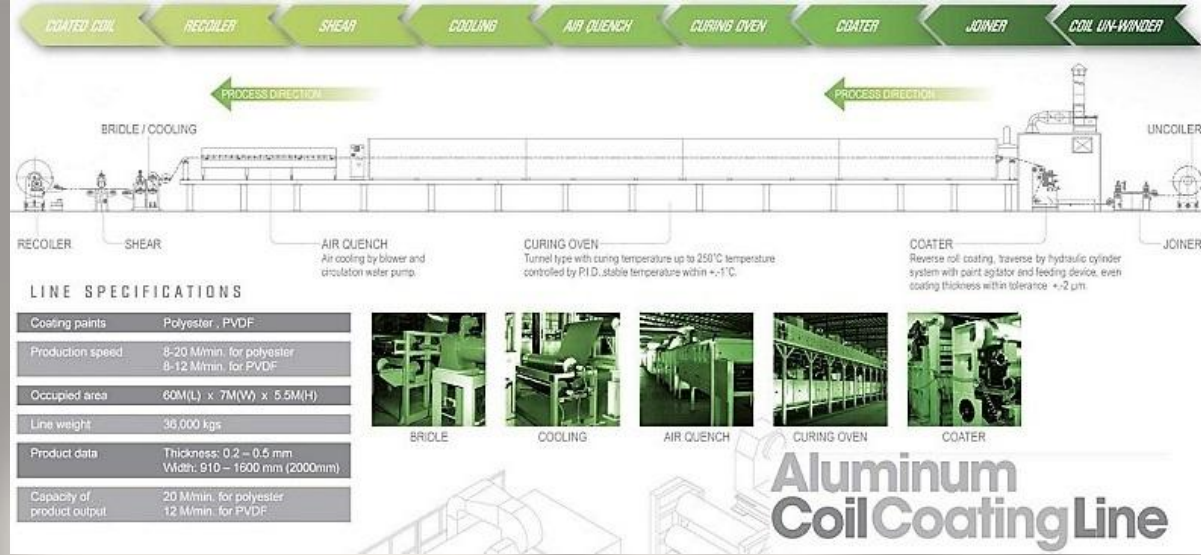 COATED COIL
RECOILER
SHEAR
COOLING
AIR QUENCH
CURING OVEN
COATER
JOINER
COIL UN-WINDER
PROCESS DIRECTION
PROCESS DIRECTION
BRIDLE / COOLING
UNCOILER
RECOILER
SHEAR
AIR QUENCH
Air cooling by blower and
circulation water pump.
CURING OVEN
Tunnel type with curing temperature up to 250°C temperature
controlled by P.I.D..stable temperature within +,-1°C.
COATER
Reverse roll coating, traverse by hydraulic cylinder
system with paint agitator and feeding device, even
coating thickness within tolerance +,-2 μm.
JOINER
LINE SPECIFICATIONS
Coating paints Polyester , PVDF
Production speed 8-20 M/min. for polyester
8-12 M/min. for PVDF
Occupied area 60M(L) x 7M(W) x 5.5M(H)
Line weight 36,000 kgs
Product data Thickness: 0.2 – 0.5 mm
Width: 910 – 1600 mm (2000mm)
Capacity of 20 M/min. for polyester
product output 12 M/min. for PVDF
BRIDLE
COOLING
AIR QUENCH
CURING OVEN
COATER
Aluminum
Coil Coating Line